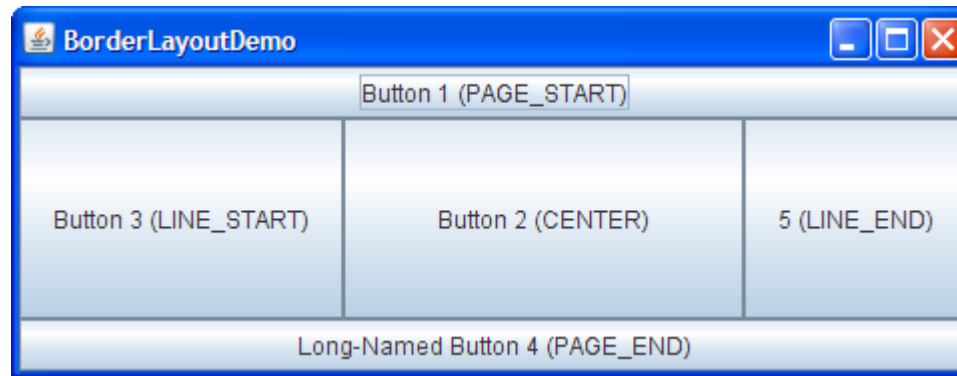 BorderLayoutDemo
Button 1 (PAGE_START)
Button 3 (LINE_START)
Button 2 (CENTER)
5 (LINE_END)
Long-Named Button 4 (PAGE_END)